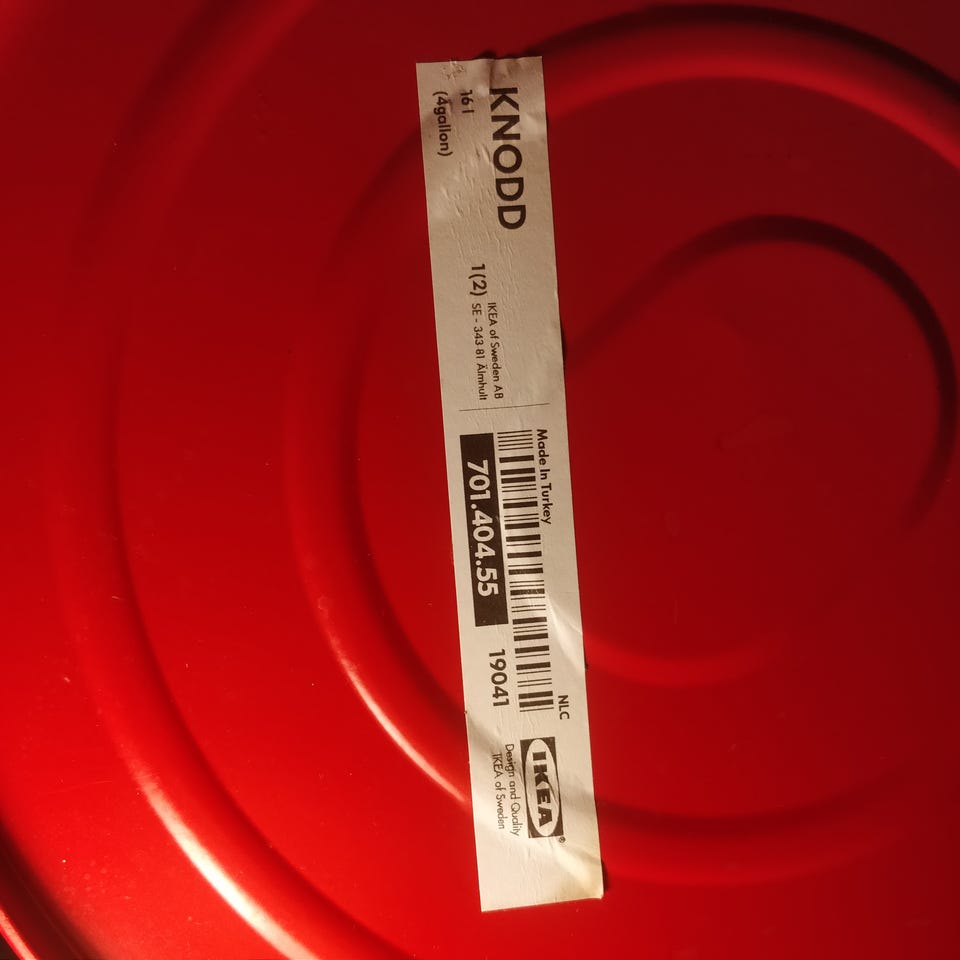 KNODD
16 l
(4gallon)
1(2)
IKEA of Sweden AB
SE - 343 81 Älmhult
Made In Turkey
701.404.55
19041
NLC
IKEA®
Design and Quality
IKEA of Sweden